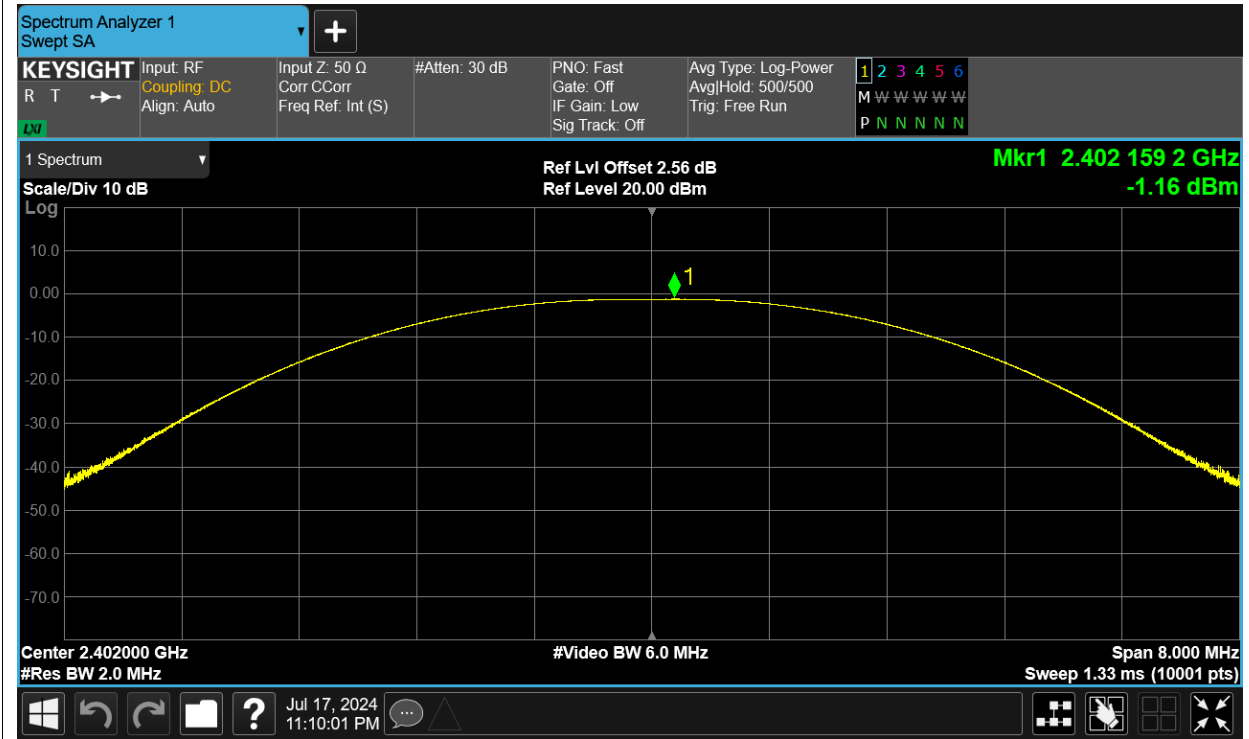 Spectrum Analyzer 1
Swept SA
KEYSIGHT
R T
LXI
Input: RF
Coupling: DC
Align: Auto
Input Z: 50 Ω
Corr CCorr
Freq Ref: Int (S)
#Atten: 30 dB
PNO: Fast
Gate: Off
IF Gain: Low
Sig Track: Off
Avg Type: Log-Power
Avg|Hold: 500/500
Trig: Free Run
1 2 3 4 5 6
M W W W W W
P N N N N N
1 Spectrum
Scale/Div 10 dB
Ref Lvl Offset 2.56 dB
Ref Level 20.00 dBm
Mkr1 2.402 159 2 GHz
-1.16 dBm
Log
10.0
0.00
-10.0
-20.0
-30.0
-40.0
-50.0
-60.0
-70.0
1
Center 2.402000 GHz
#Video BW 6.0 MHz
Span 8.000 MHz
#Res BW 2.0 MHz
Sweep 1.33 ms (10001 pts)
?
Jul 17, 2024
11:10:01 PM